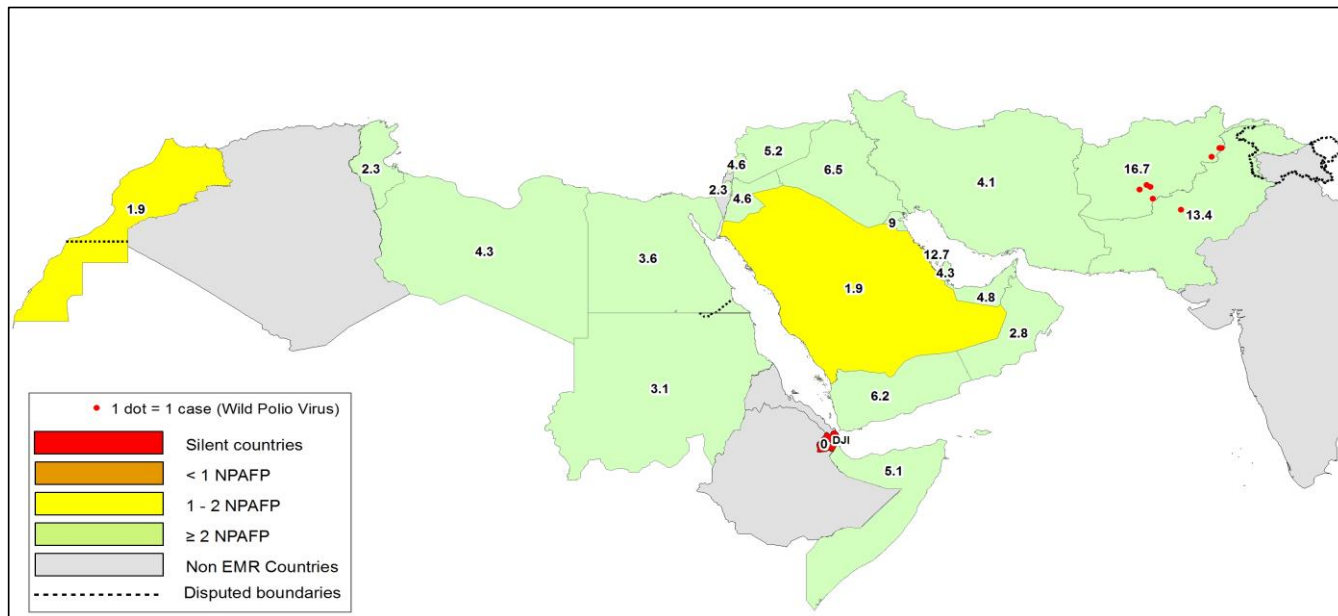 5.2
4.6
6.5
2.3
2.3
4.6
4.1
16.7
1.9
9
13.4
4.3
3.6
12.7
4.3
1.9
4.8
2.8
3.1
6.2
0
DJI
5.1
1 dot = 1 case (Wild Polio Virus)
Silent countries
< 1 NPAFP
1 - 2 NPAFP
≥ 2 NPAFP
Non EMR Countries
Disputed boundaries